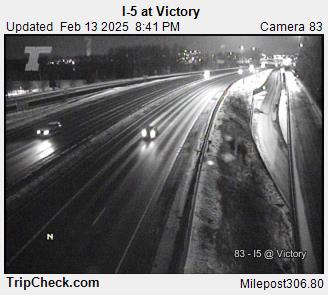 I-5 at Victory
Updated  Feb 13 2025  8:41 PM
Camera 83
T
N
83 - I5 @ Victory
TripCheck.com
Milepost306.80